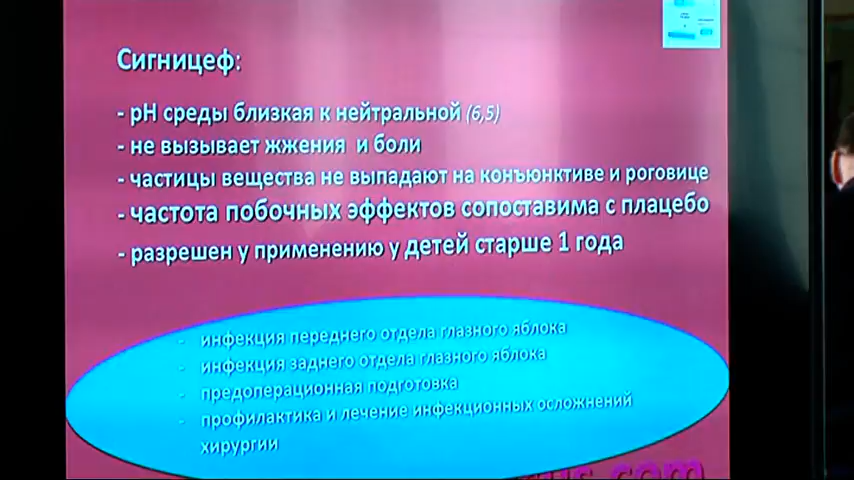 Сигницеф:
- рН среды близкая к нейтральной (6,5)
- не вызывает жжения и боли
- частицы вещества не выпадают на конъюнктиве и роговице
- частота побочных эффектов сопоставима с плацебо
- разрешен у применению у детей старше 1 года
- инфекция переднего отдела глазного яблока
- инфекция заднего отдела глазного яблока
- предоперационная подготовка
- профилактика и лечение инфекционных осложнений
хирургии